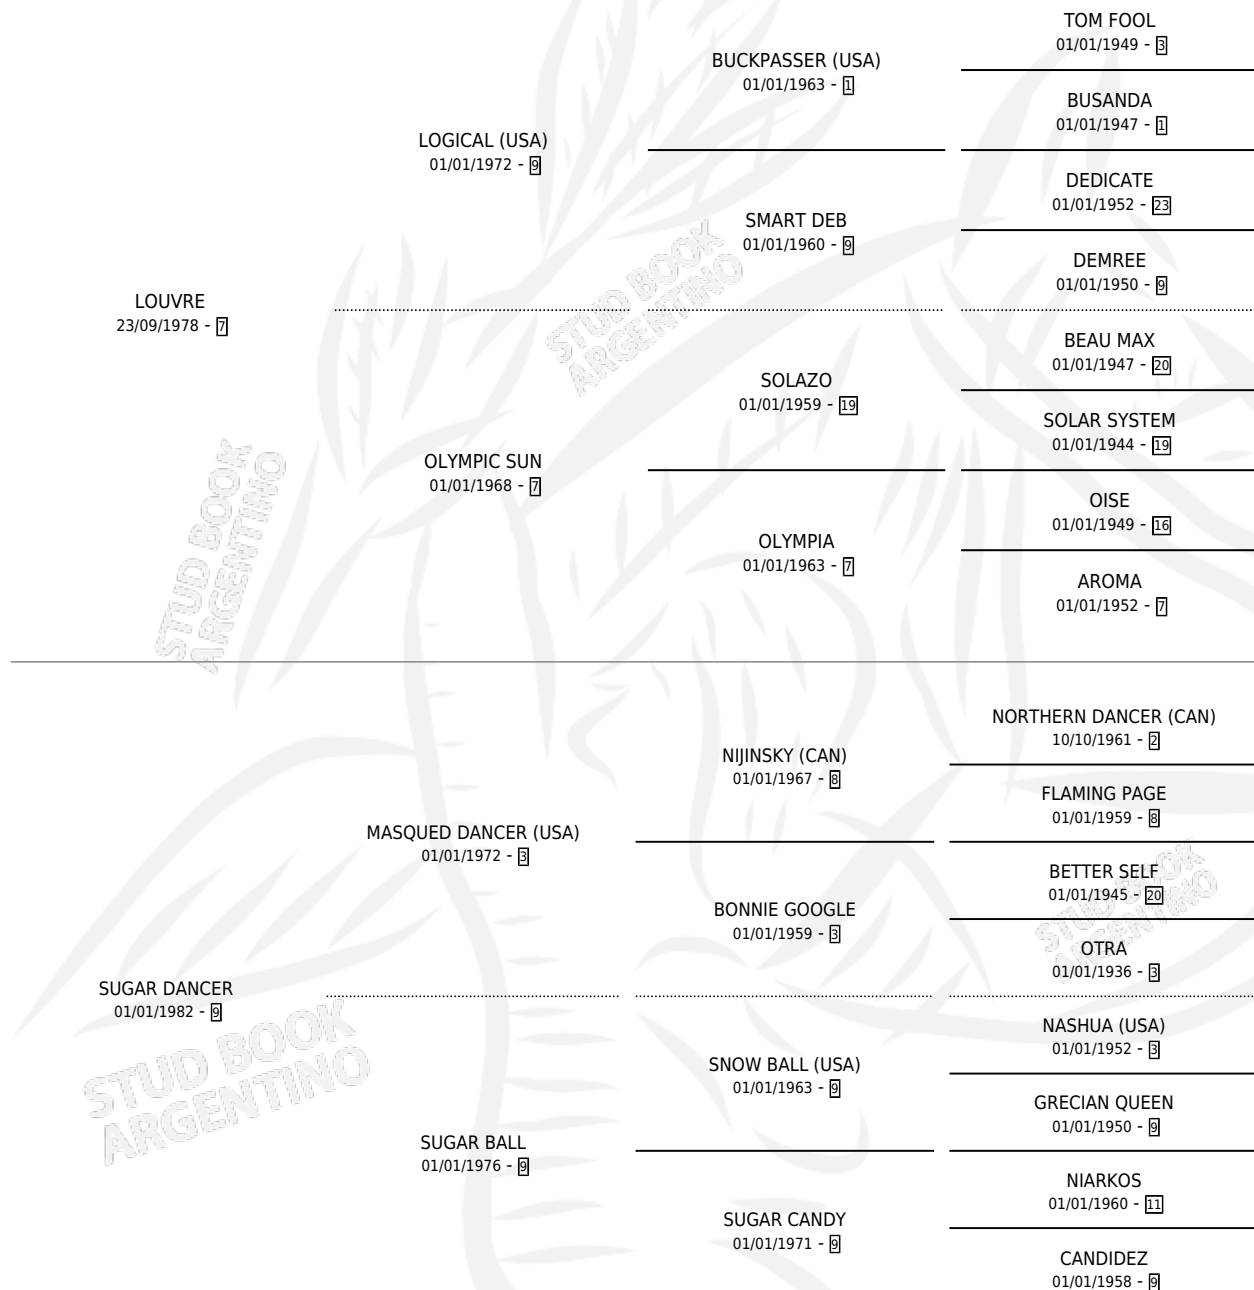 TOM FOOL
01/01/1949 - 3
BUCKPASSER (USA)
01/01/1963 - 1
BUSANDA
01/01/1947 - 1
LOGICAL (USA)
01/01/1972 - 9
DEDICATE
01/01/1952 - 23
SMART DEB
01/01/1960 - 9
DEMREE
01/01/1950 - 9
LOUVRE
23/09/1978 - 7
BEAU MAX
01/01/1947 - 20
SOLAZO
01/01/1959 - 19
SOLAR SYSTEM
01/01/1944 - 19
OLYMPIC SUN
01/01/1968 - 7
OISE
01/01/1949 - 16
OLYMPIA
01/01/1963 - 7
AROMA
01/01/1952 - 7
NORTHERN DANCER (CAN)
10/10/1961 - 2
NIJINSKY (CAN)
01/01/1967 - 8
FLAMING PAGE
01/01/1959 - 8
MASQUED DANCER (USA)
01/01/1972 - 3
BETTER SELF
01/01/1945 - 20
BONNIE GOOGLE
01/01/1959 - 3
OTRA
01/01/1936 - 3
SUGAR DANCER
01/01/1982 - 9
NASHUA (USA)
01/01/1952 - 3
SNOW BALL (USA)
01/01/1963 - 9
GRECIAN QUEEN
01/01/1950 - 9
SUGAR BALL
01/01/1976 - 9
NIARKOS
01/01/1960 - 11
SUGAR CANDY
01/01/1971 - 9
CANDIDEZ
01/01/1958 - 9
STUD BOOK
ARGENTINO
STUD BOOK
ARGENTINO
STUD BOOK
ARGENTINO
STUD BOOK
ARGENTINO